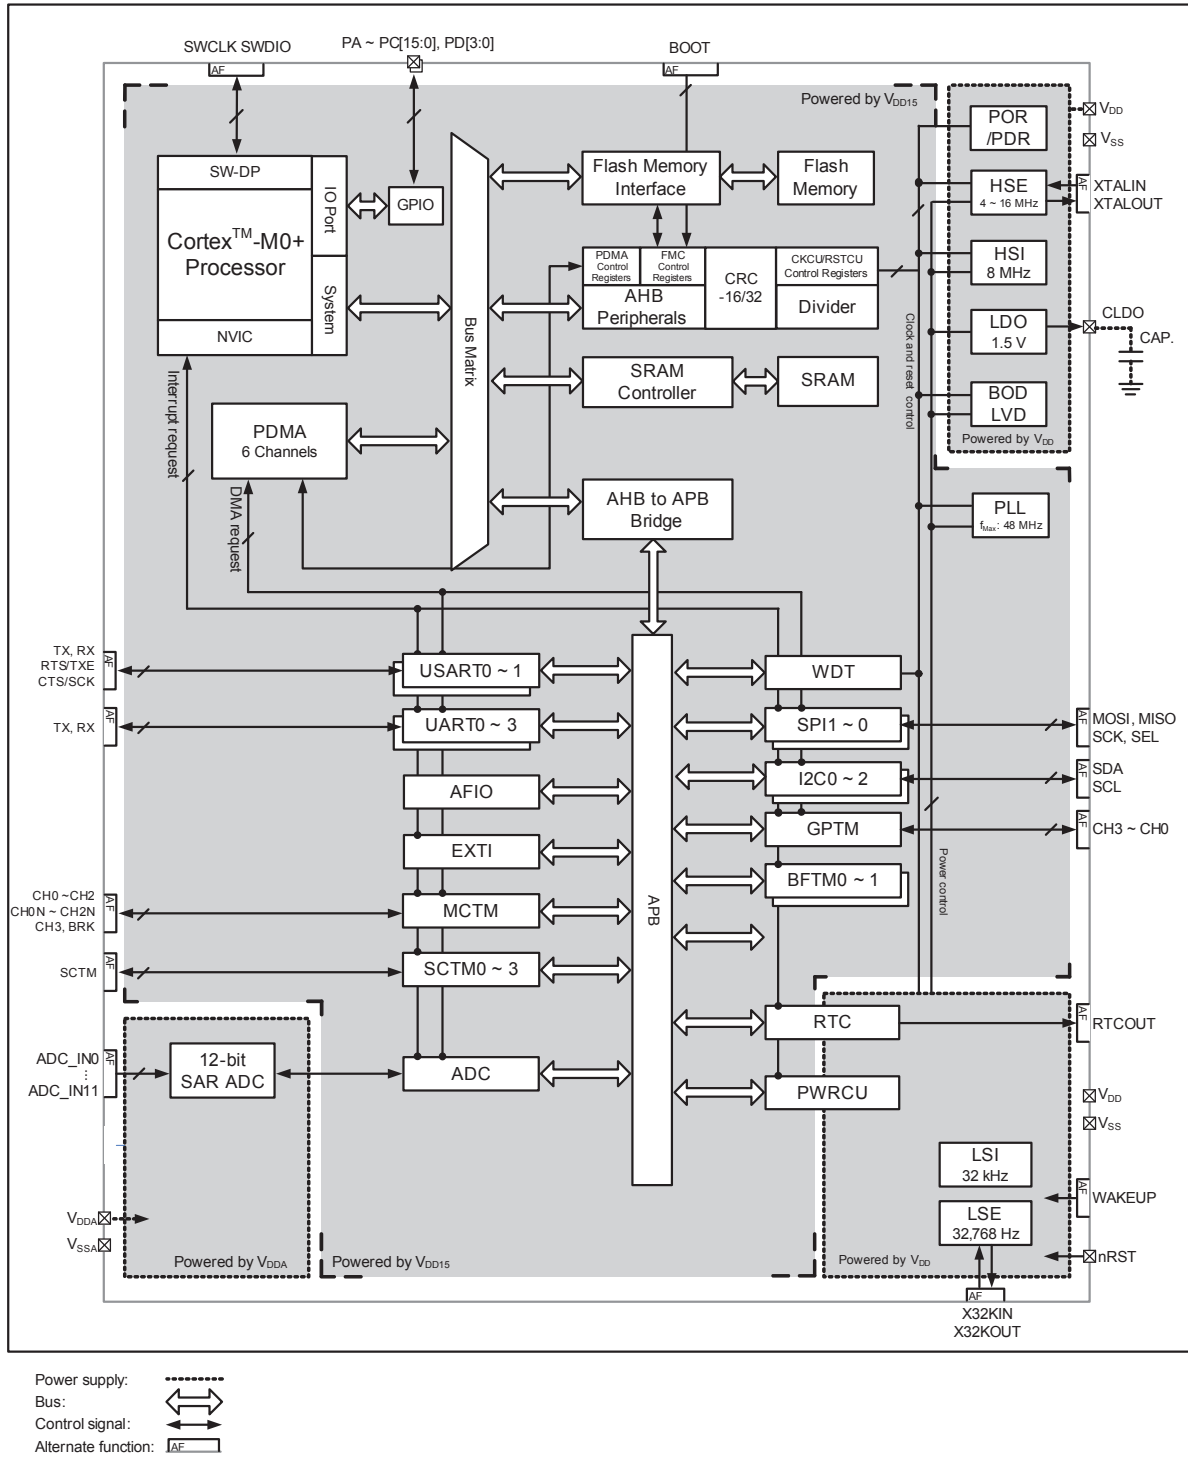 SWCLK SWDIO
PA ~ PC[15:0], PD[3:0]
BOOT
AF
AF
Powered by VDD15
VDD
VSS
POR
/PDR
SW-DP
IO Port
GPIO
Flash Memory
Interface
Flash
Memory
HSE
4 ~ 16 MHz
AF
XTALIN
XTALOUT
Cortex™-M0+
Processor
PDMA
Control
Registers
FMC
Control
Registers
CRC
-16/32
CKCU/RSTCU
Control Registers
HSI
8 MHz
System
AHB
Peripherals
Divider
NVIC
Bus Matrix
LDO
1.5 V
CLDO
CAP.
Interrupt request
SRAM
Controller
SRAM
Clock and reset control
BOD
LVD
Powered by VDD
PDMA
6 Channels
DMA request
AHB to APB
Bridge
PLL
fMax: 48 MHz
TX, RX
RTS/TXE
CTS/SCK
AF
USART0 ~ 1
WDT
TX, RX
AF
UART0 ~ 3
SPI1 ~ 0
AF
MOSI, MISO
SCK, SEL
AFIO
I2C0 ~ 2
AF
SDA
SCL
EXTI
GPTM
AF
CH3 ~ CH0
APB
BFTM0 ~ 1
Power control
CH0 ~CH2
CH0N ~ CH2N
CH3, BRK
AF
MCTM
SCTM
AF
SCTM0 ~ 3
RTC
AF
RTCOUT
ADC_IN0
⋮
ADC_IN11
AF
12-bit
SAR ADC
ADC
PWRCU
VDD
VSS
LSI
32 kHz
AF
WAKEUP
LSE
32,768 Hz
VDDA
VSSA
Powered by VDDA
Powered by VDD15
Powered by VDD
nRST
AF
X32KIN
X32KOUT
Power supply:
Bus:
Control signal:
Alternate function:
AF